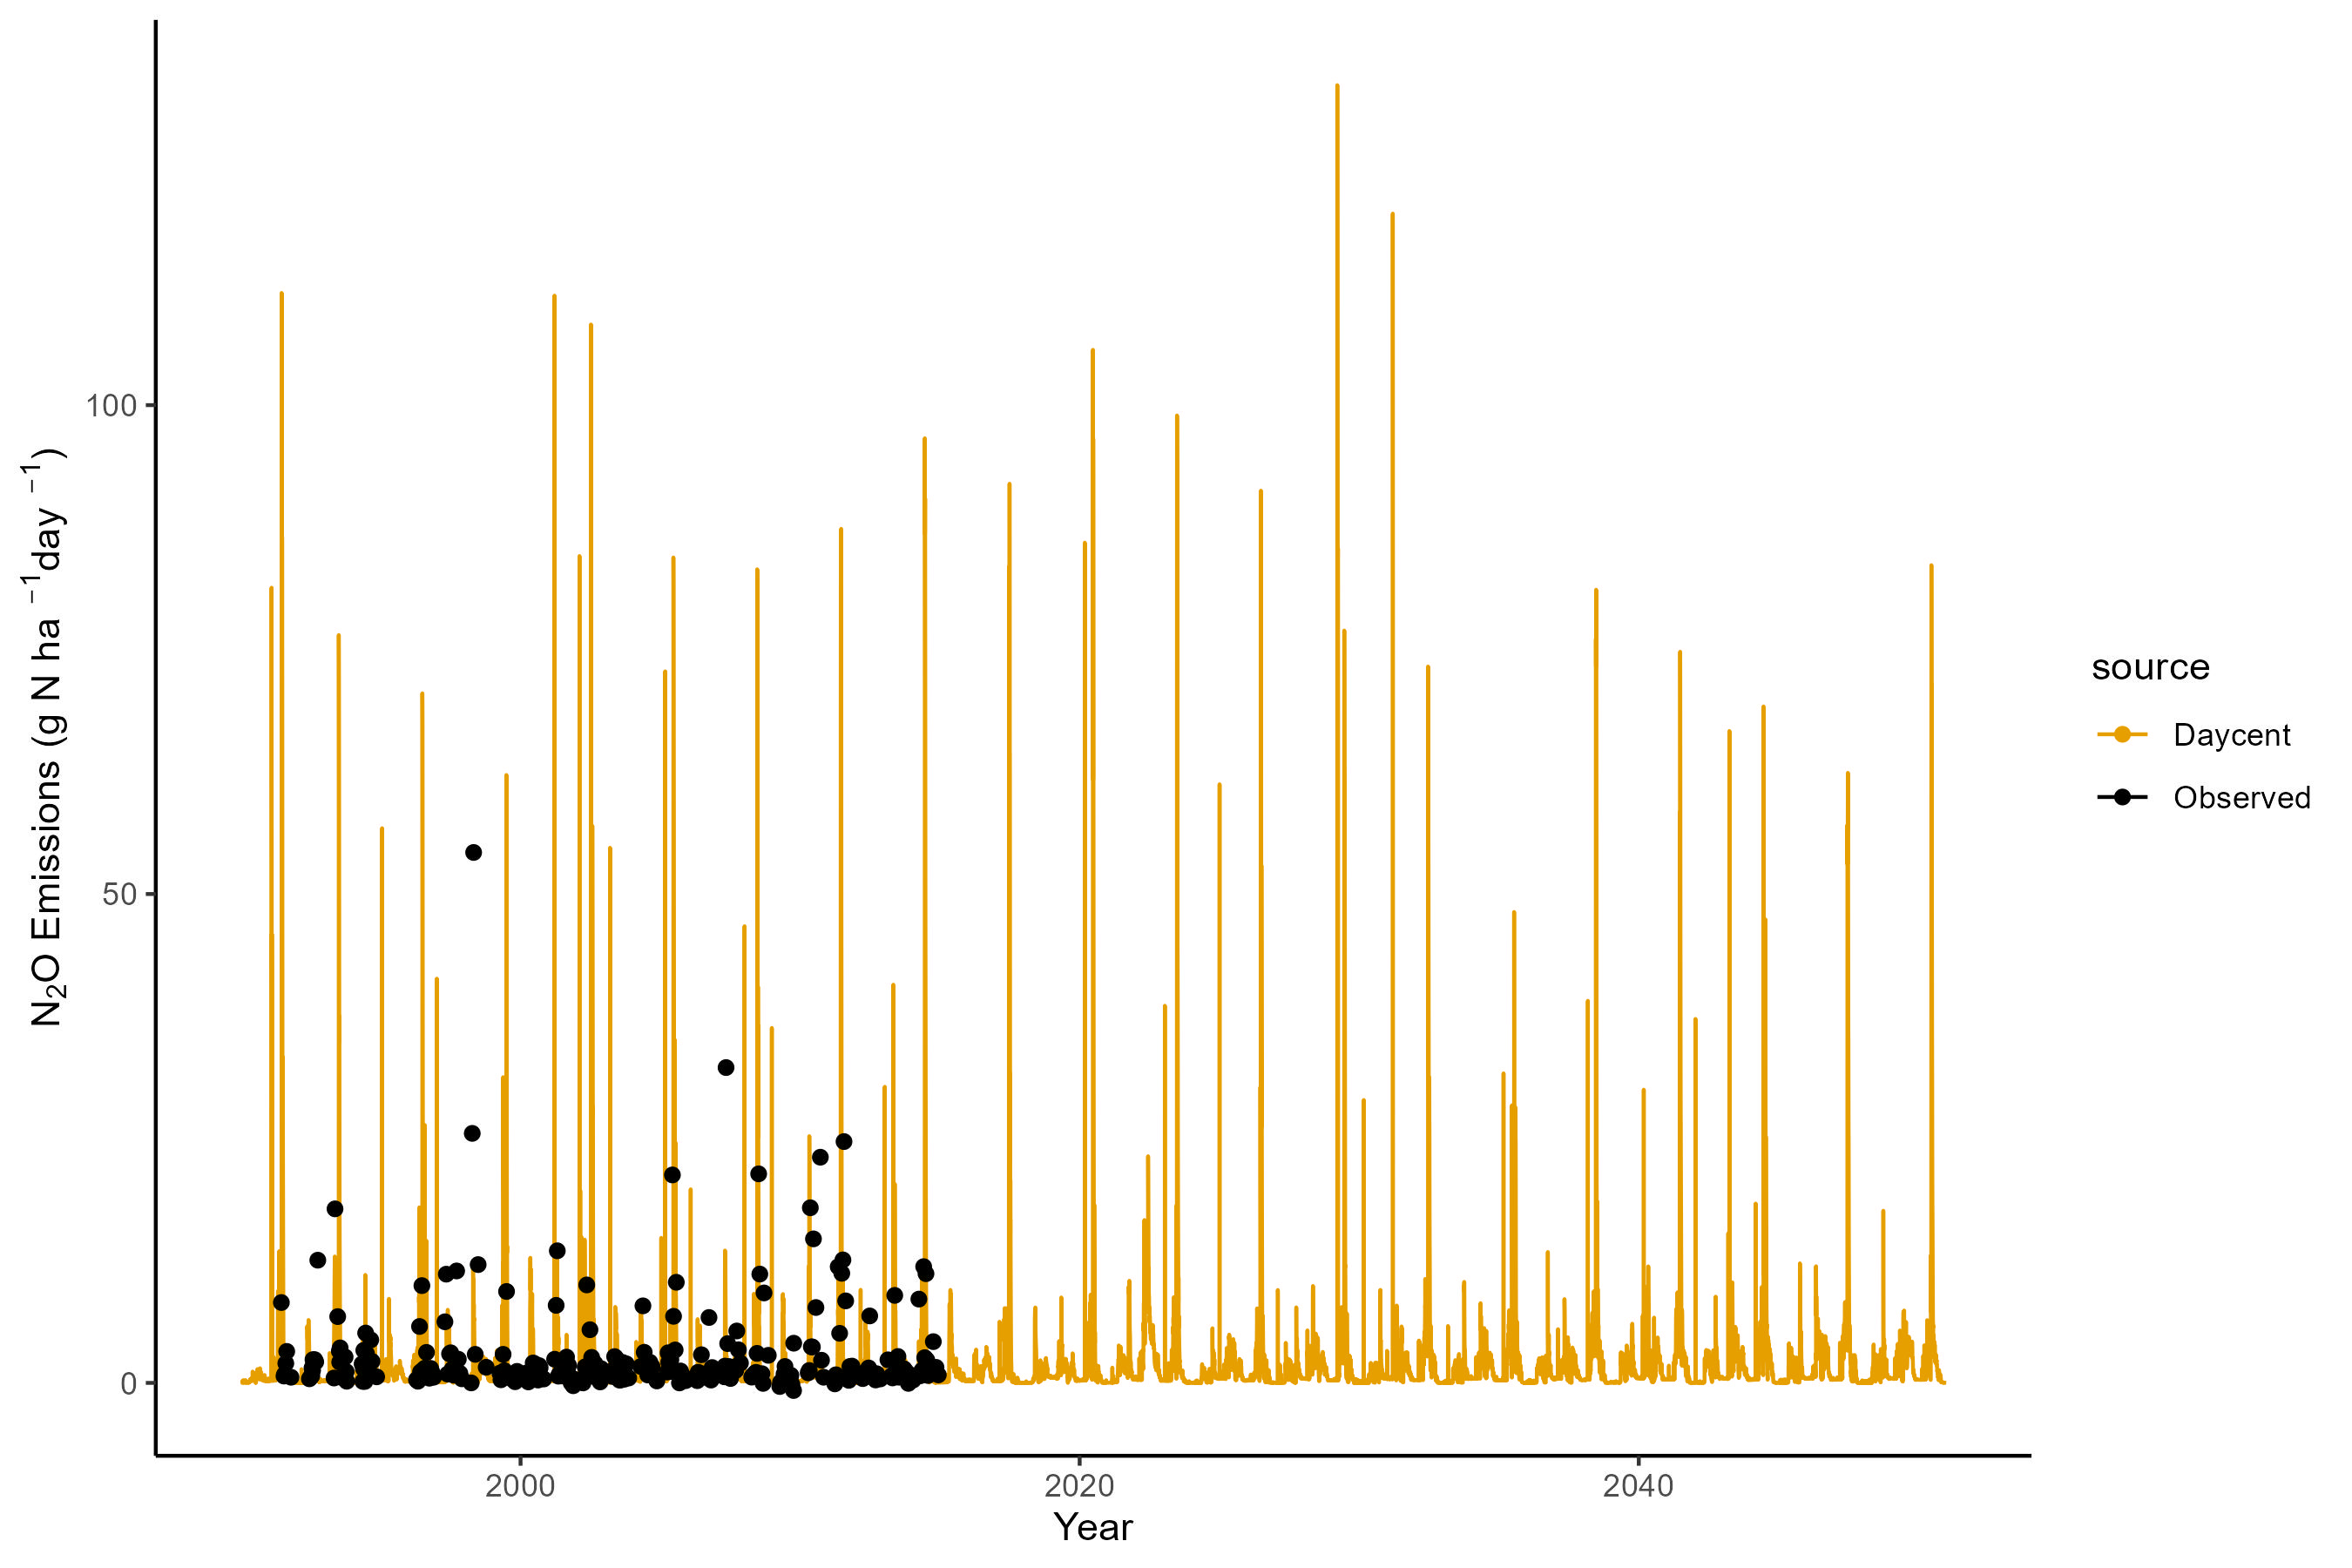 N₂O Emissions (g N ha ⁻¹day ⁻¹)
100
50
0
2000 2020 2040
Year
source
Daycent
Observed